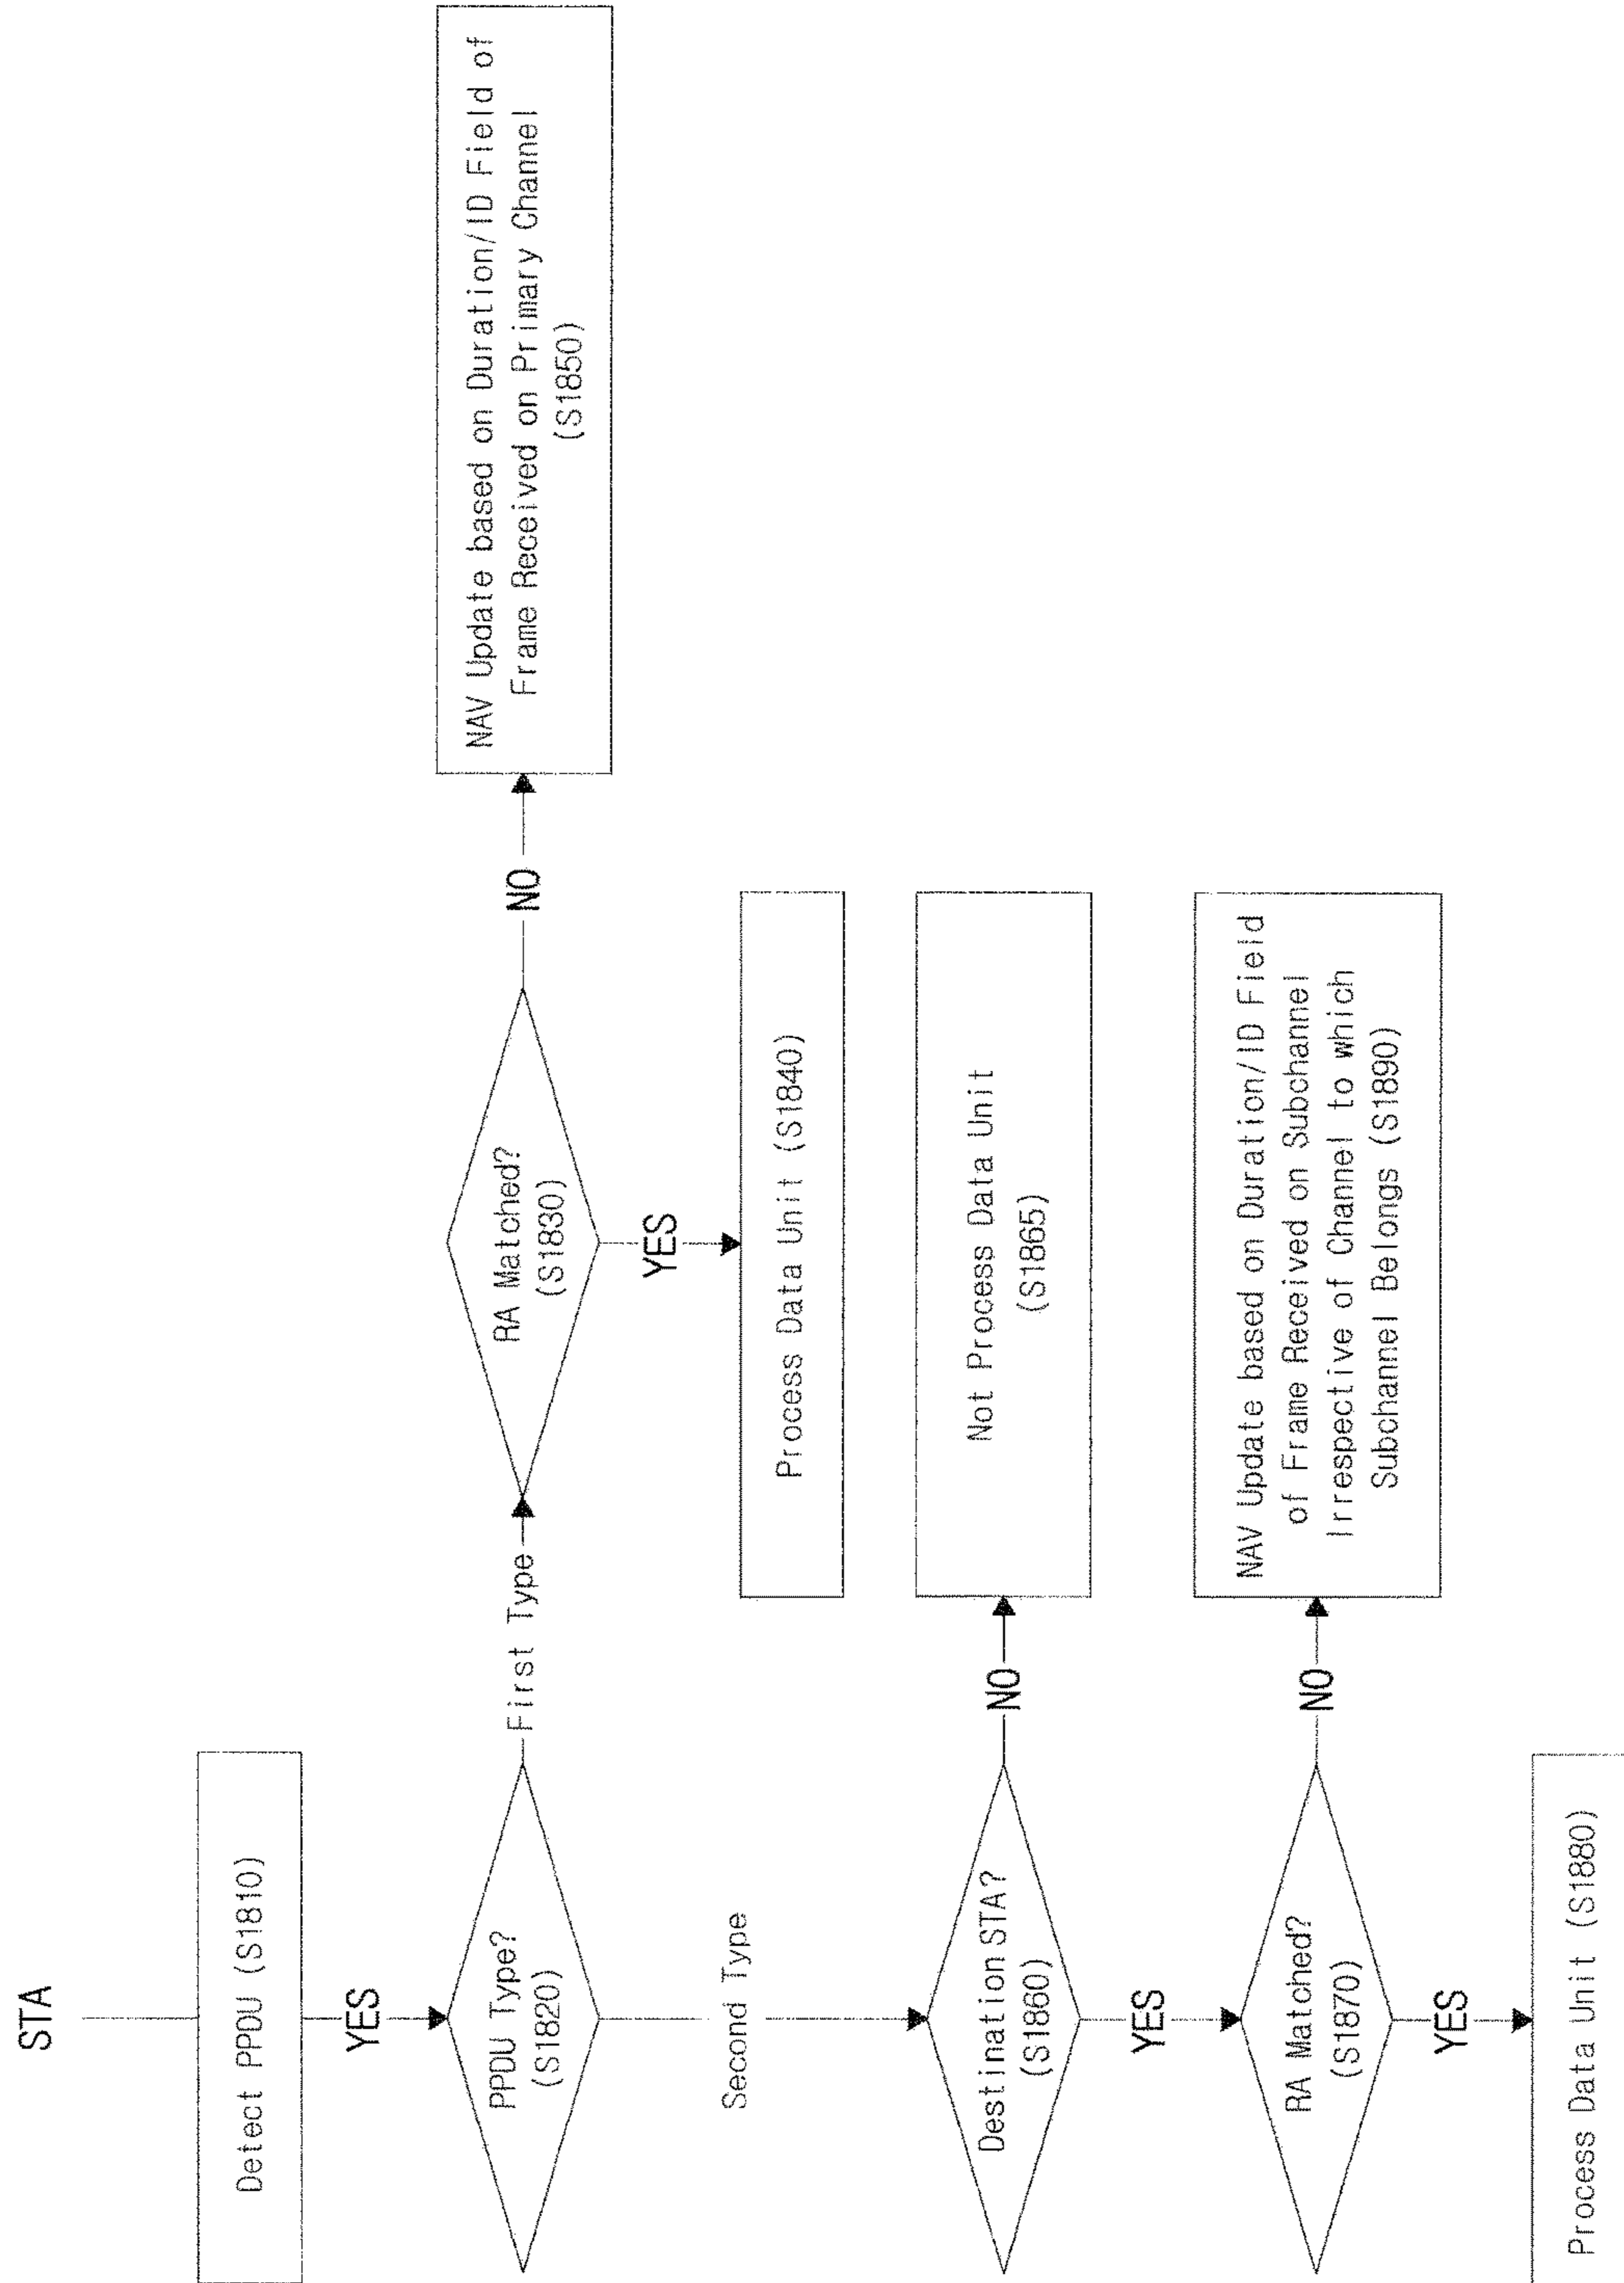 STA
Detect PPDU (S1810)
YES
PPDU Type?
(S1820)
First Type
RA Matched?
(S1830)
NO
NAV Update based on Duration/ID Field of
Frame Received on Primary Channel
(S1850)
YES
Process Data Unit (S1840)
Second Type
Destination STA?
(S1860)
NO
Not Process Data Unit
(S1865)
YES
RA Matched?
(S1870)
NO
NAV Update based on Duration/ID Field
of Frame Received on Subchannel
Irrespective of Channel to which
Subchannel Belongs (S1890)
YES
Process Data Unit (S1880)